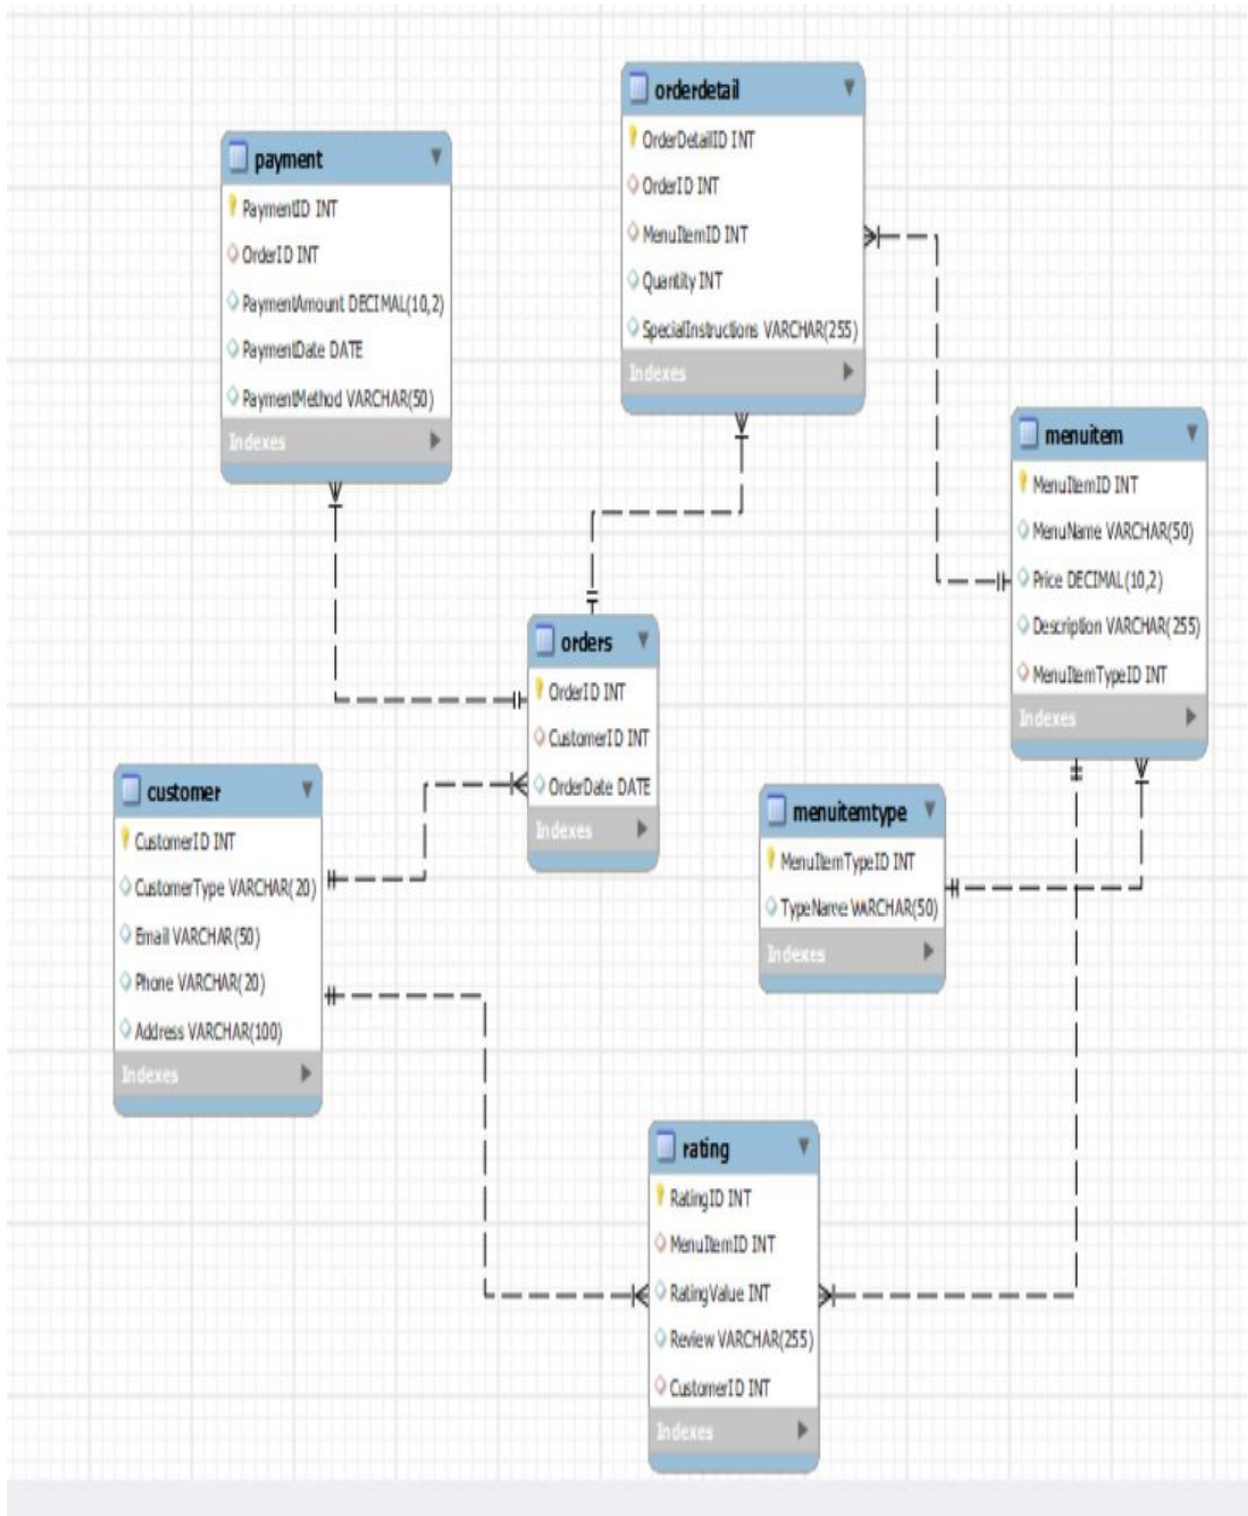 payment
PaymentID INT
OrderID INT
PaymentAmount DECIMAL(10,2)
PaymentDate DATE
PaymentMethod VARCHAR(50)
Indexes
orderdetail
OrderDetailID INT
OrderID INT
MenuItemID INT
Quantity INT
SpecialInstructions VARCHAR(255)
Indexes
menuitem
MenuItemID INT
MenuName VARCHAR(50)
Price DECIMAL(10,2)
Description VARCHAR(255)
MenuItemTypeID INT
Indexes
orders
OrderID INT
CustomerID INT
OrderDate DATE
Indexes
customer
CustomerID INT
CustomerType VARCHAR(20)
Email VARCHAR(50)
Phone VARCHAR(20)
Address VARCHAR(100)
Indexes
menuitemtype
MenuItemTypeID INT
TypeName VARCHAR(50)
Indexes
rating
RatingID INT
MenuItemID INT
RatingValue INT
Review VARCHAR(255)
CustomerID INT
Indexes